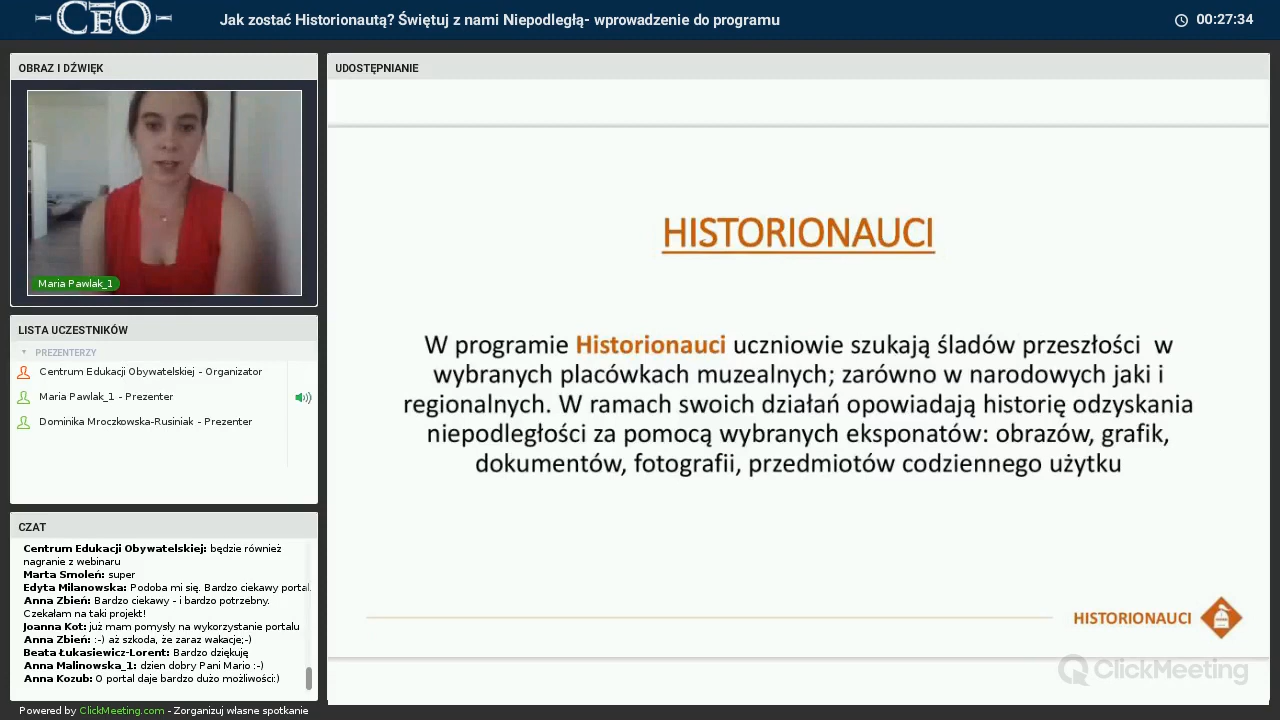 CEO
Jak zostać Historionautą? Świętuj z nami Niepodległą- wprowadzenie do programu
00:27:34
OBRAZ I DŹWIĘK
Maria Pawlak_1
LISTA UCZESTNIKÓW
PREZENTERZY
Centrum Edukacji Obywatelskiej - Organizator
Maria Pawlak_1 - Prezenter
Dominika Mroczkowska-Rusiniak - Prezenter
CZAT
Centrum Edukacji Obywatelskiej: będzie również
nagranie z webinaru
Marta Smoleń: super
Edyta Milanowska: Podoba mi się. Bardzo ciekawy portal.
Anna Zbień: Bardzo ciekawy - i bardzo potrzebny.
Czekałam na taki projekt!
Joanna Kot: już mam pomysły na wykorzystanie portalu
Anna Zbień: :-) aż szkoda, że zaraz wakacje;-)
Beata Łukasiewicz-Lorent: Bardzo dziękuję
Anna Malinowska_1: dzien dobry Pani Mario :-)
Anna Kozub: O portal daje bardzo dużo możliwości:)
Powered by ClickMeeting.com - Zorganizuj własne spotkanie
UDOSTĘPNIANIE
HISTORIONAUCI
W programie Historionauci uczniowie szukają śladów przeszłości w
wybranych placówkach muzealnych; zarówno w narodowych jaki i
regionalnych. W ramach swoich działań opowiadają historię odzyskania
niepodległości za pomocą wybranych eksponatów: obrazów, grafik,
dokumentów, fotografii, przedmiotów codziennego użytku
HISTORIONAUCI
ClickMeeting